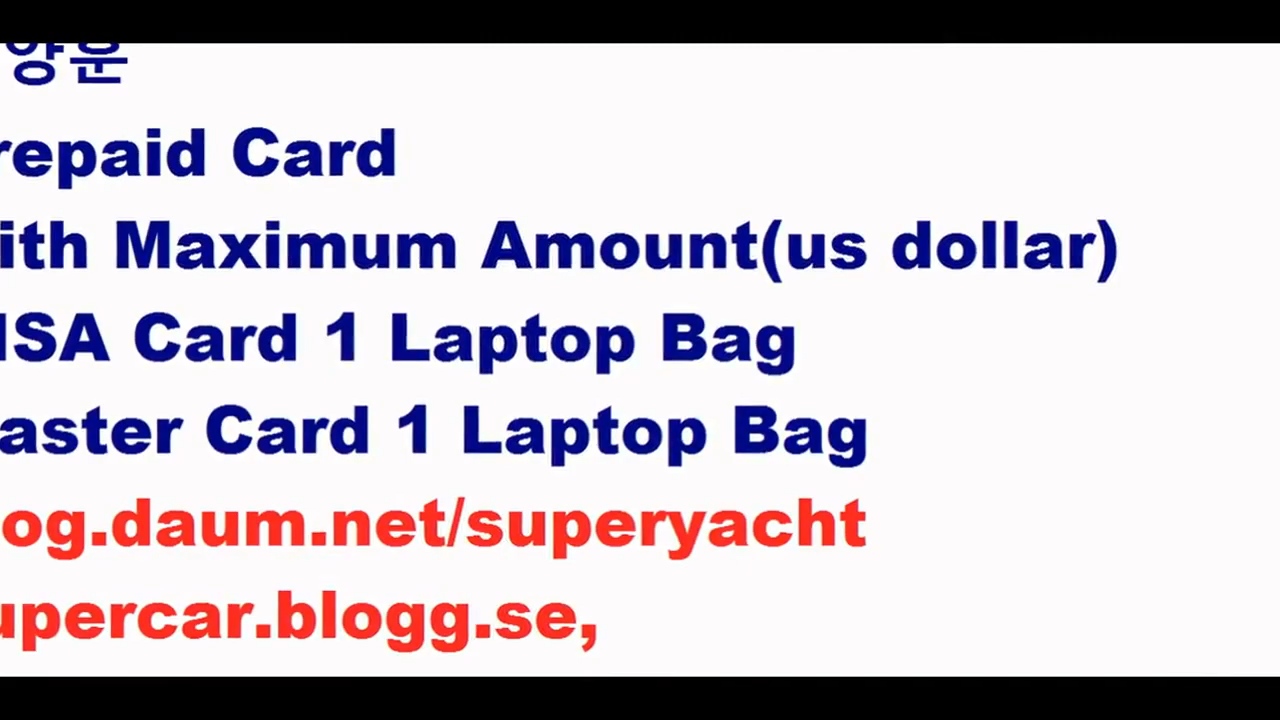 양훈
repaid Card
ith Maximum Amount(us dollar)
ISA Card 1 Laptop Bag
aster Card 1 Laptop Bag
og.daum.net/superyacht
upercar.blogg.se,